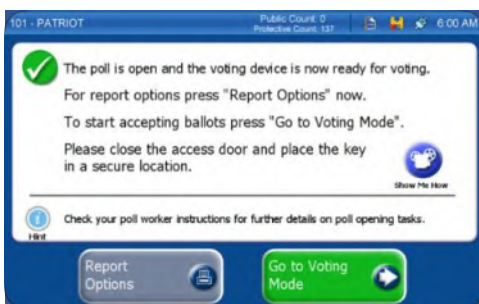 101 - PATRIOT
Public Count: 0
Protective Count: 137
6:00 AM
The poll is open and the voting device is now ready for voting.
For report options press "Report Options" now.
To start accepting ballots press "Go to Voting Mode".
Please close the access door and place the key
in a secure location.
Show Me How
Hint
Check your poll worker instructions for further details on poll opening tasks.
Report
Options
Go to Voting
Mode